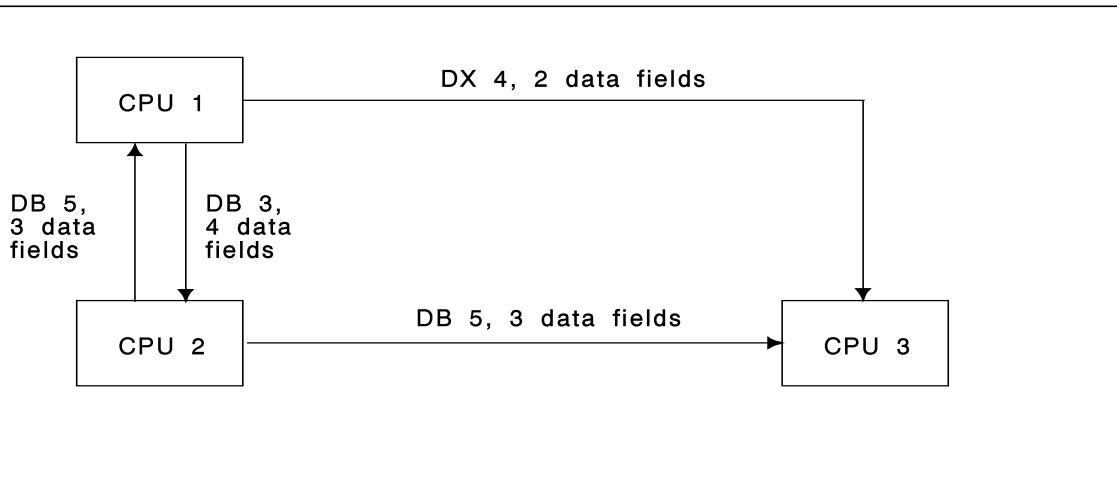 CPU 1
DX 4, 2 data fields
DB 5,
3 data
fields
DB 3,
4 data
fields
CPU 2
DB 5, 3 data fields
CPU 3